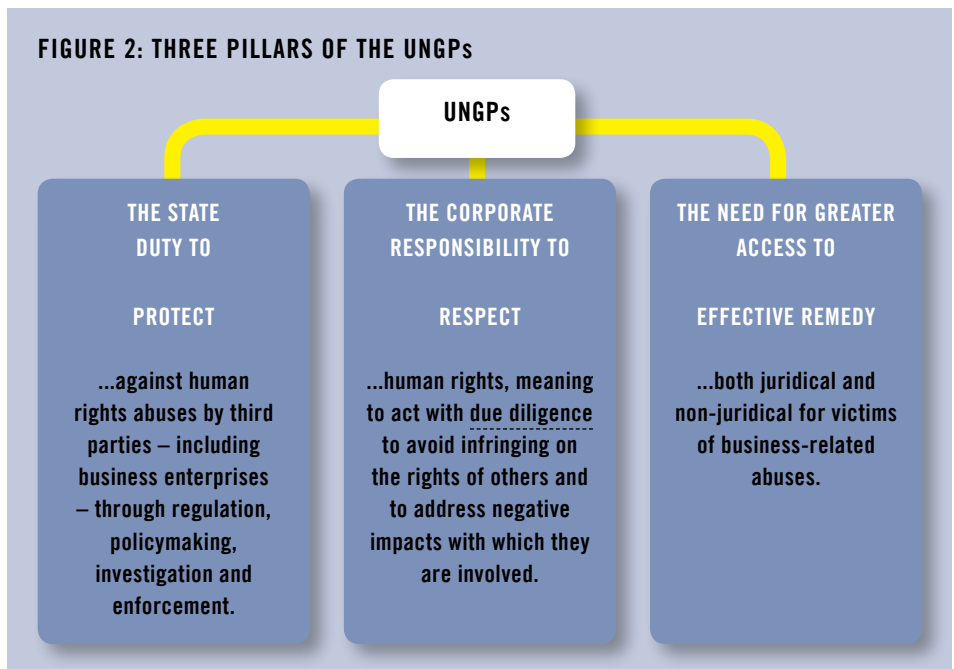 FIGURE 2: THREE PILLARS OF THE UNGPs
UNGPs
THE STATE
DUTY TO
PROTECT
...against human
rights abuses by third
parties – including
business enterprises
– through regulation,
policymaking,
investigation and
enforcement.
THE CORPORATE
RESPONSIBILITY TO
RESPECT
...human rights, meaning
to act with due diligence
to avoid infringing on
the rights of others and
to address negative
impacts with which they
are involved.
THE NEED FOR GREATER
ACCESS TO
EFFECTIVE REMEDY
...both juridical and
non-juridical for victims
of business-related
abuses.